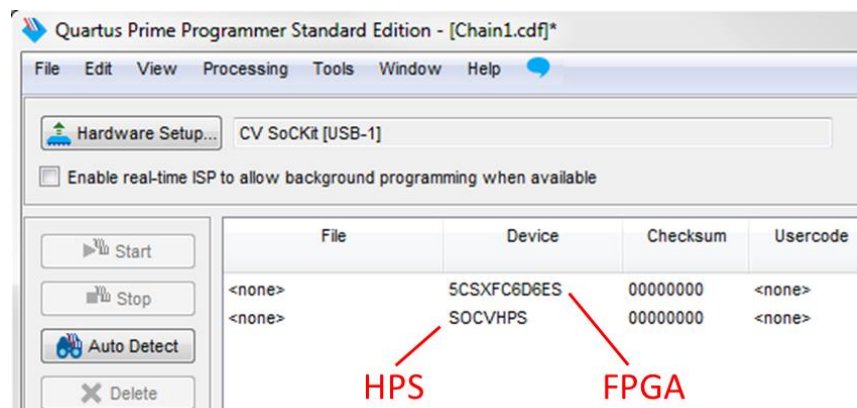 Quartus Prime Programmer Standard Edition - [Chain1.cdf]*
File Edit View Processing Tools Window Help
Hardware Setup... CV SoCKit [USB-1]
Enable real-time ISP to allow background programming when available
File Device Checksum Usercode
Start
<none> 5CSXFC6D6ES 00000000 <none>
Stop
<none> SOCVHPS 00000000 <none>
Auto Detect
Delete
HPS FPGA